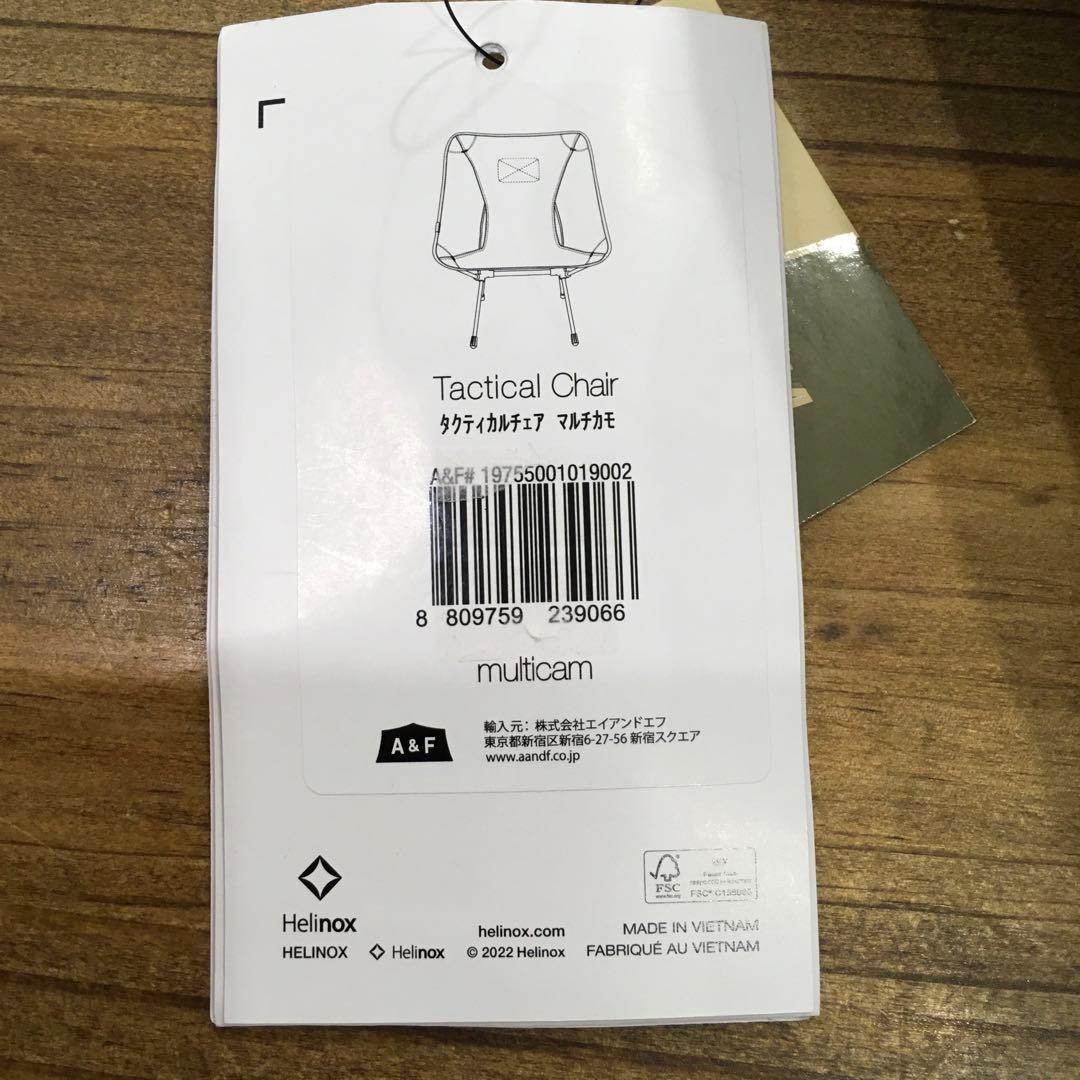 Tactical Chair
タクティカルチェア マルチカモ
A&F# 19755001019002
8 809759 239066
multicam
A & F
輸入元: 株式会社エイアンドエフ
東京都新宿区新宿6-27-56 新宿スクエア
www.aandf.co.jp
FSC
www.fsc.org
Helinox
HELINOX
Helinox
helinox.com
© 2022 Helinox
MADE IN VIETNAM
FABRIQUÉ AU VIETNAM